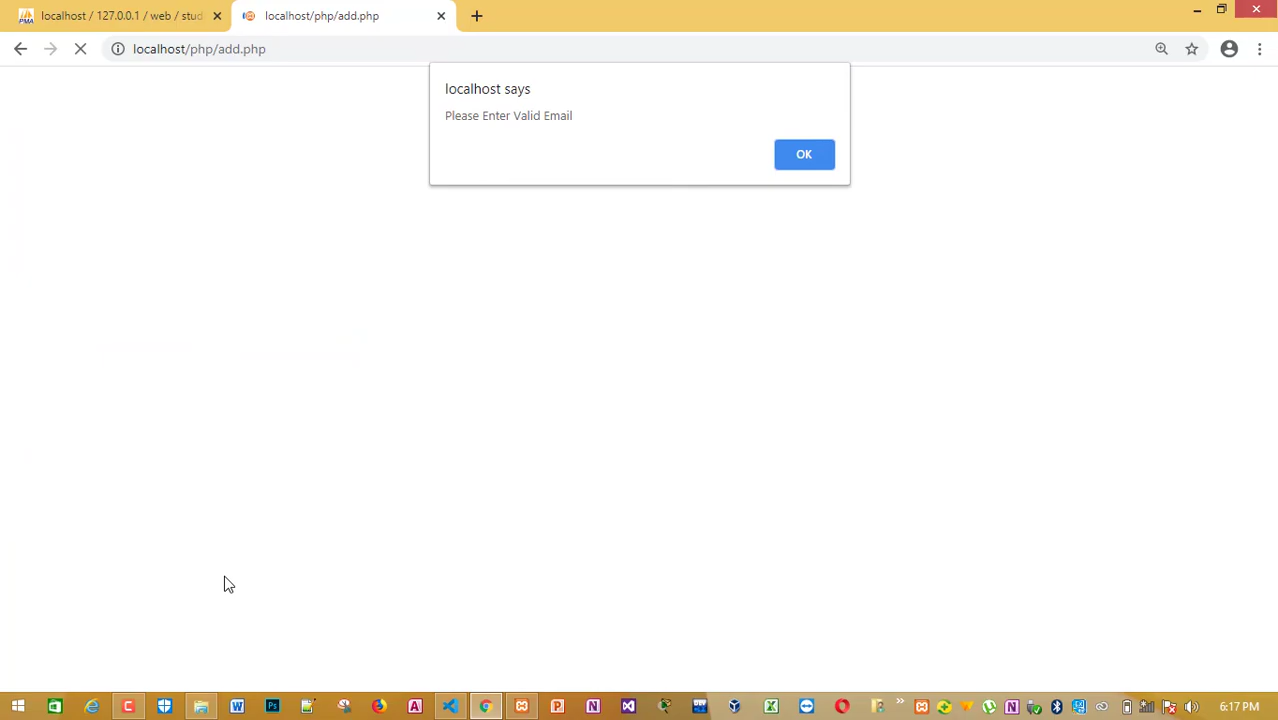 localhost / 127.0.0.1 / web / stud
localhost/php/add.php
localhost/php/add.php
localhost says
Please Enter Valid Email
OK
6:17 PM